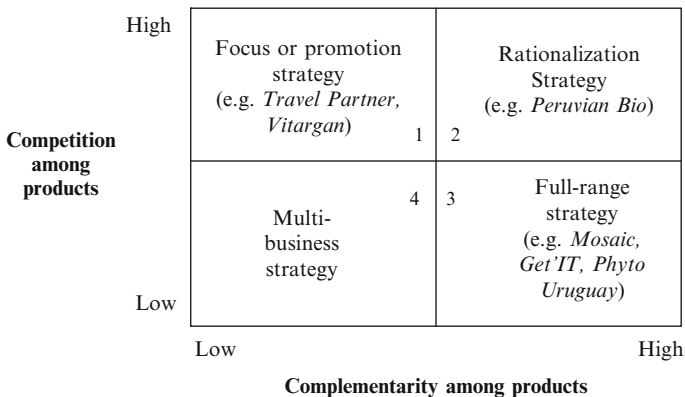 High
Focus or promotion
strategy
(e.g. Travel Partner,
Vitargan)
1
Rationalization
Strategy
(e.g. Peruvian Bio)
2
Competition
among
products
Multi-
business
strategy
4
3
Full-range
strategy
(e.g. Mosaic,
Get’IT, Phyto
Uruguay)
Low
Low
High
Complementarity among products